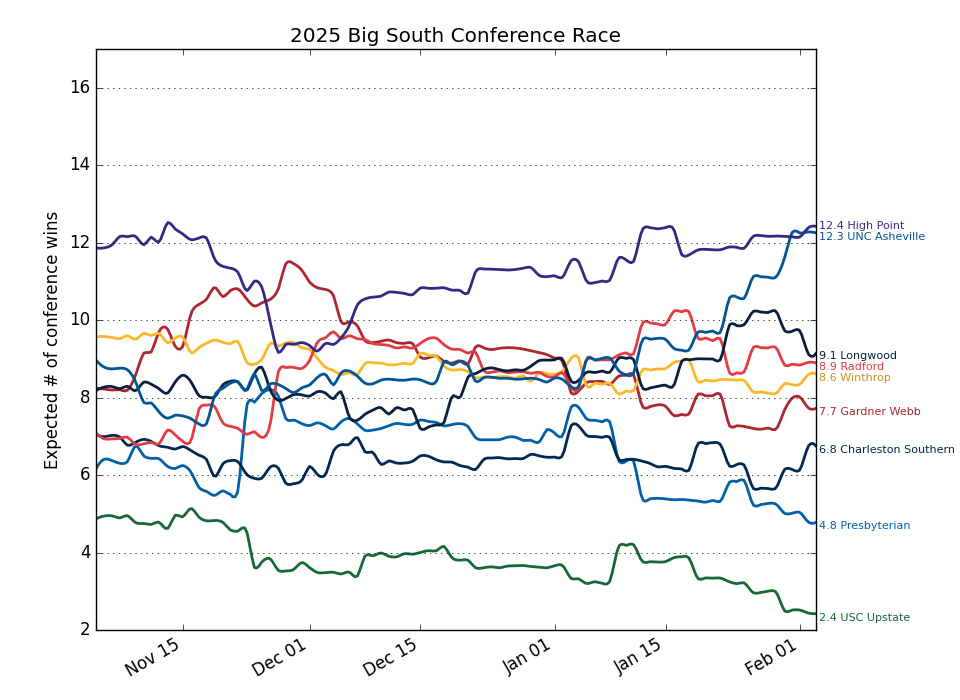 2025 Big South Conference Race
Expected # of conference wins
16
14
12
10
8
6
4
2
Nov 15
Dec 01
Dec 15
Jan 01
Jan 15
Feb 01
12.4 High Point
12.3 UNC Asheville
9.1 Longwood
8.9 Radford
8.6 Winthrop
7.7 Gardner Webb
6.8 Charleston Southern
4.8 Presbyterian
2.4 USC Upstate